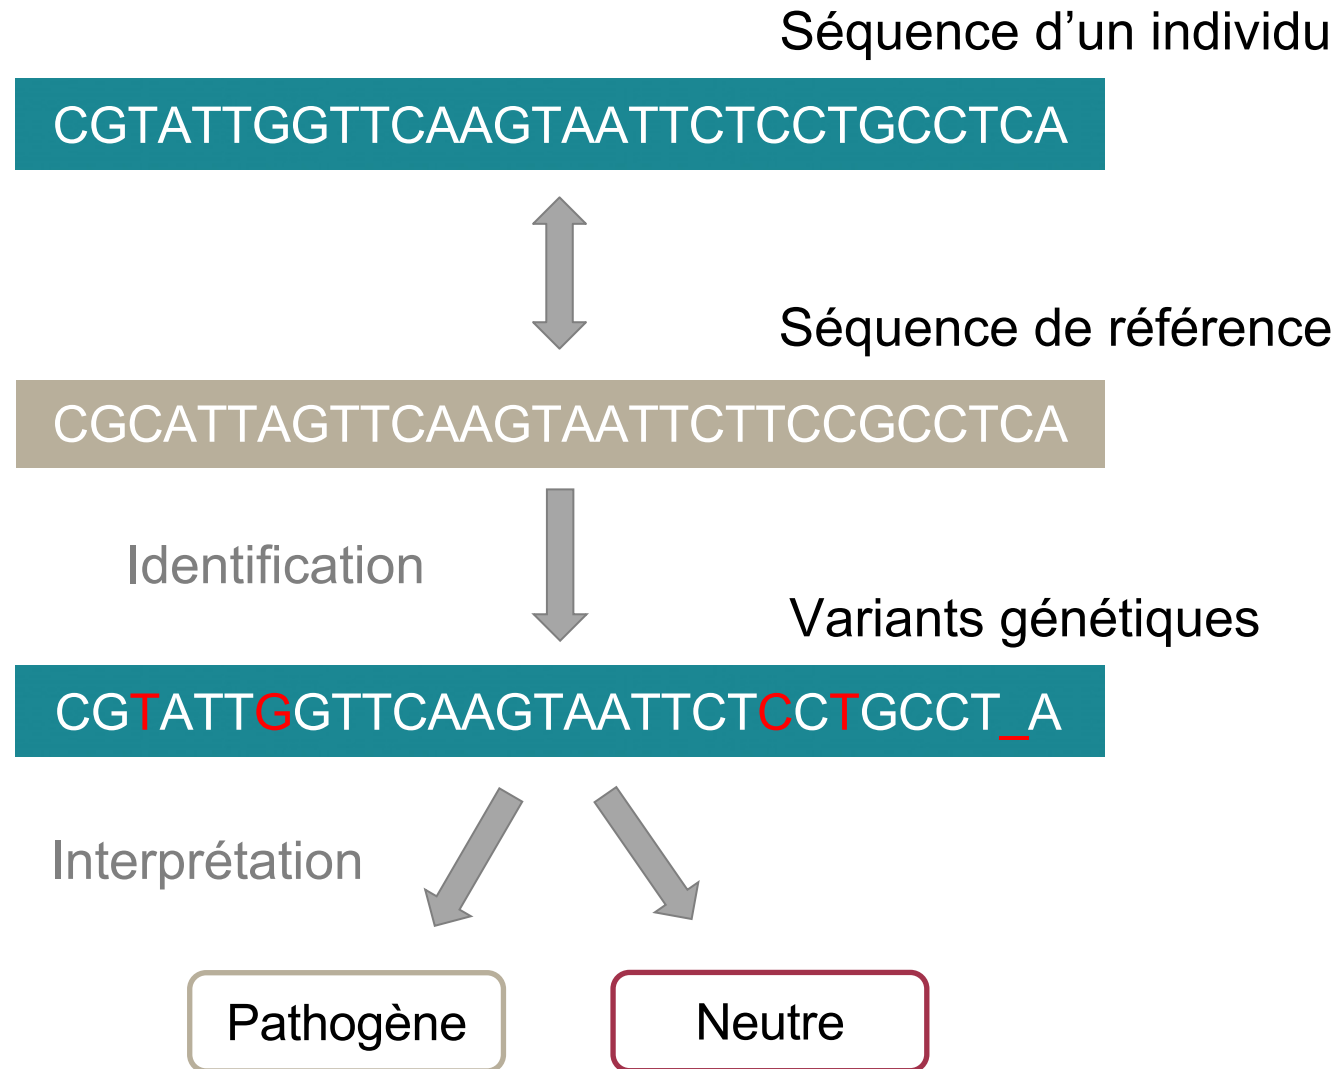 Séquence d’un individu
CGTATTGGTTCAAGTAATTCTCCTGCCTCA
Séquence de référence
CGCATTAGTTCAAGTAATTCTTCCGCCTCA
Identification
Variants génétiques
CGTATTGGTTCAAGTAATTCTCCTGCCT_A
Interprétation
Pathogène
Neutre